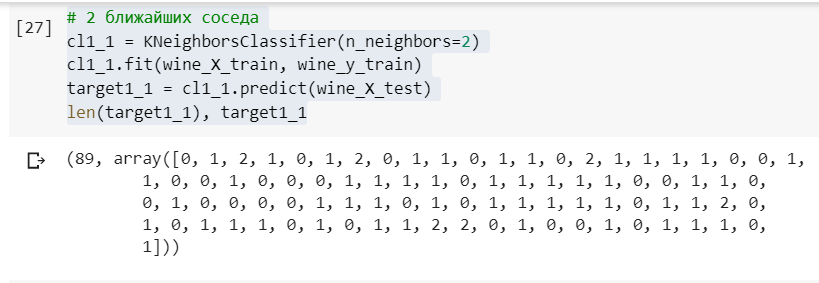 [27]
# 2 ближайших соседа
cl1_1 = KNeighborsClassifier(n_neighbors=2)
cl1_1.fit(wine_X_train, wine_y_train)
target1_1 = cl1_1.predict(wine_X_test)
len(target1_1), target1_1
(89, array([0, 1, 2, 1, 0, 1, 2, 0, 1, 1, 0, 1, 1, 0, 2, 1, 1, 1, 1, 0, 0, 1,
1, 0, 0, 1, 0, 0, 0, 1, 1, 1, 1, 0, 1, 1, 1, 1, 1, 0, 0, 1, 1, 0,
0, 1, 0, 0, 0, 0, 1, 1, 1, 0, 1, 0, 1, 1, 1, 1, 1, 0, 1, 1, 2, 0,
1, 0, 1, 1, 1, 0, 1, 0, 1, 1, 2, 2, 0, 1, 0, 0, 1, 0, 1, 1, 1, 0,
1]))